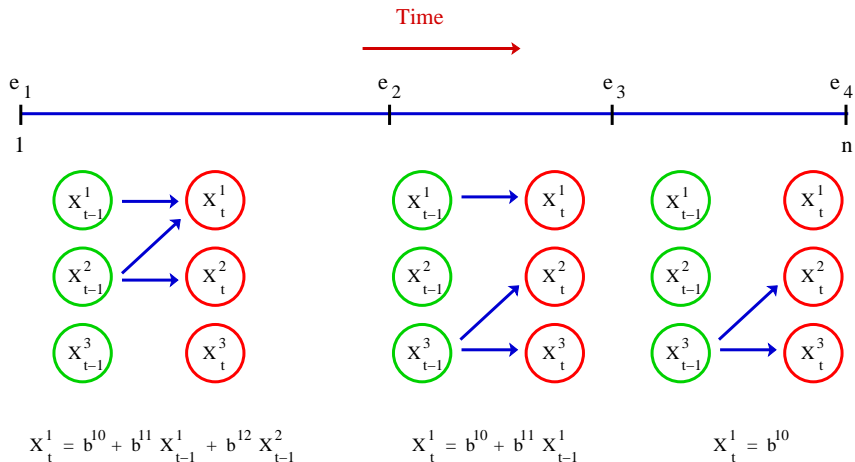 Time
e₁ e₂ e₃ e₄
1 n
X¹ₜ₋₁ X¹ₜ X¹ₜ₋₁ X¹ₜ X¹ₜ₋₁ X¹ₜ
X²ₜ₋₁ X²ₜ X²ₜ₋₁ X²ₜ X²ₜ₋₁ X²ₜ
X³ₜ₋₁ X³ₜ X³ₜ₋₁ X³ₜ X³ₜ₋₁ X³ₜ
X¹ₜ = b¹⁰ + b¹¹ X¹ₜ₋₁ + b¹² X²ₜ₋₁ X¹ₜ = b¹⁰ + b¹¹ X¹ₜ₋₁ X¹ₜ = b¹⁰